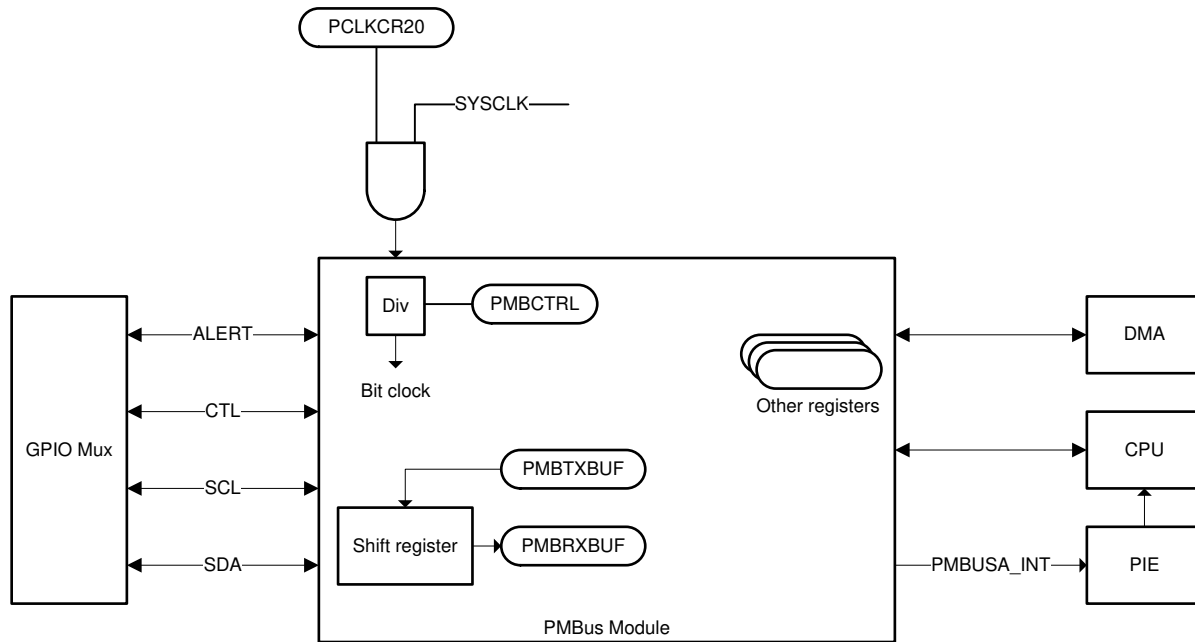 PCLKCR20
SYSCLK
Div
PMBCTRL
ALERT
DMA
Bit clock
Other registers
CTL
GPIO Mux
CPU
PMBTXBUF
SCL
Shift register
PMBRXBUF
SDA
PMBUSA_INT
PIE
PMBus Module